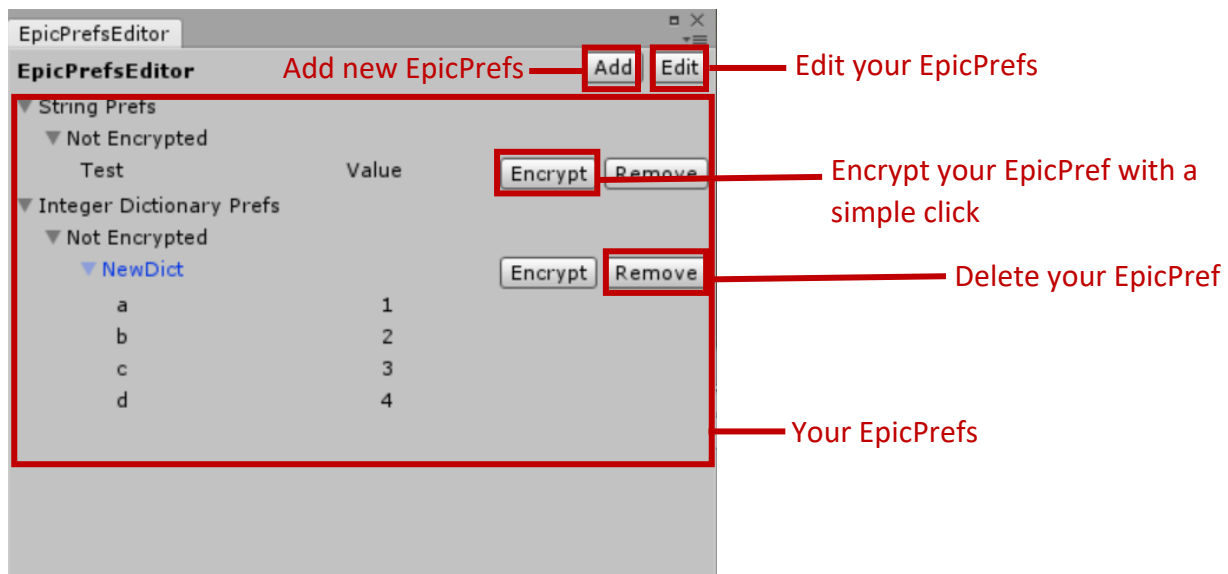 EpicPrefsEditor
EpicPrefsEditor Add new EpicPrefs Add Edit Edit your EpicPrefs
String Prefs
Not Encrypted
Test Value Encrypt Remove Encrypt your EpicPref with a
simple click
Integer Dictionary Prefs
Not Encrypted
NewDict Encrypt Remove Delete your EpicPref
a 1
b 2
c 3
d 4
Your EpicPrefs